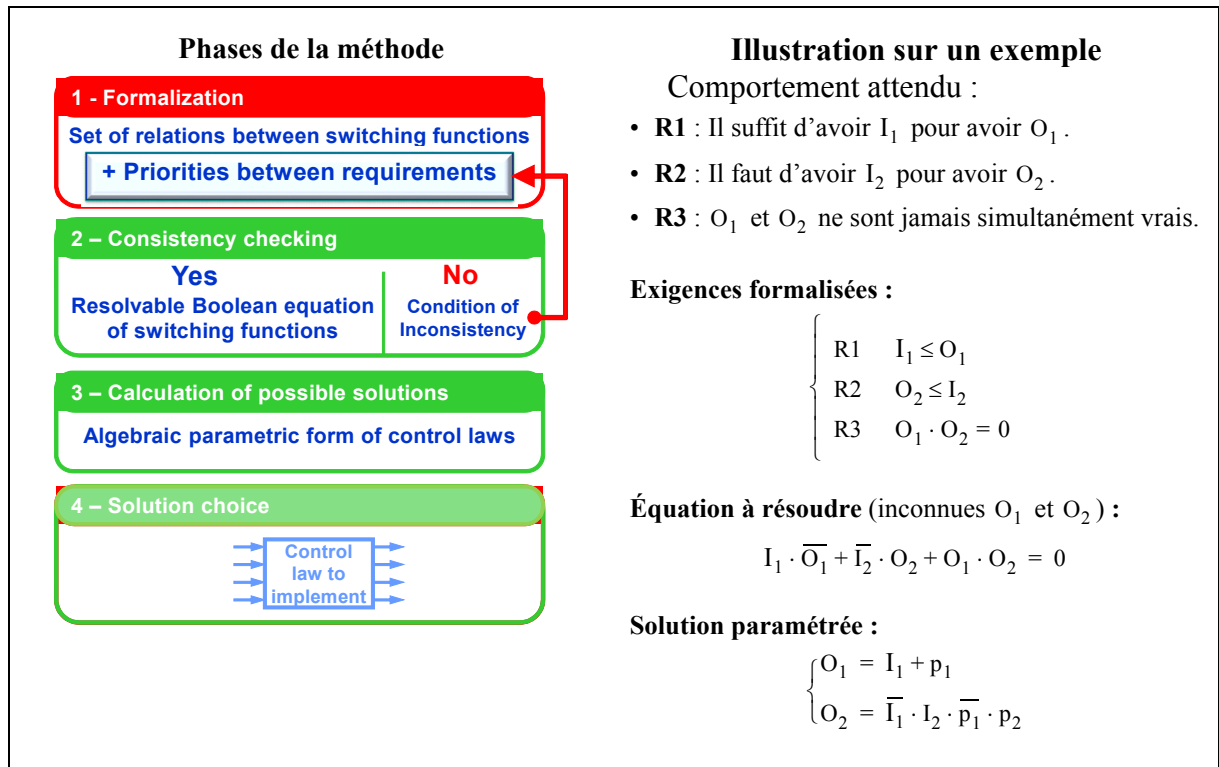 Phases de la méthode
1 - Formalization
Set of relations between switching functions
+ Priorities between requirements
2 – Consistency checking
Yes
Resolvable Boolean equation
of switching functions
No
Condition of
Inconsistency
3 – Calculation of possible solutions
Algebraic parametric form of control laws
4 – Solution choice
Control
law to
implement
Illustration sur un exemple
Comportement attendu :
• R1 : Il suffit d'avoir I₁ pour avoir O₁ .
• R2 : Il faut d'avoir I₂ pour avoir O₂ .
• R3 : O₁ et O₂ ne sont jamais simultanément vrais.
Exigences formalisées :
R1 I₁ ≤ O₁
R2 O₂ ≤ I₂
R3 O₁ · O₂ = 0
Équation à résoudre (inconnues O₁ et O₂ ) :
I₁ · O̅₁ + I̅₂ · O₂ + O₁ · O₂ = 0
Solution paramétrée :
O₁ = I₁ + p₁
O₂ = I̅₁ · I₂ · p̅₁ · p₂